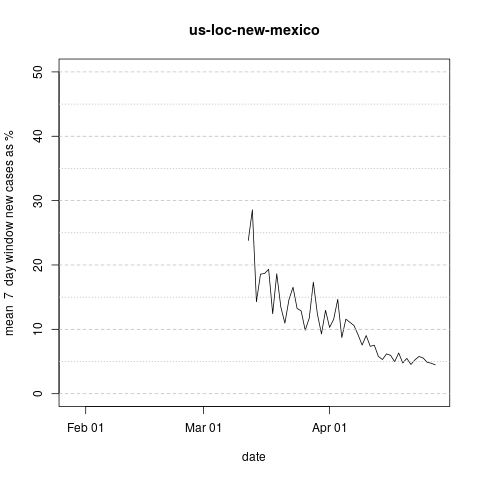 us-loc-new-mexico
mean 7 day window new cases as %
50
40
30
20
10
0
Feb 01
Mar 01
Apr 01
date